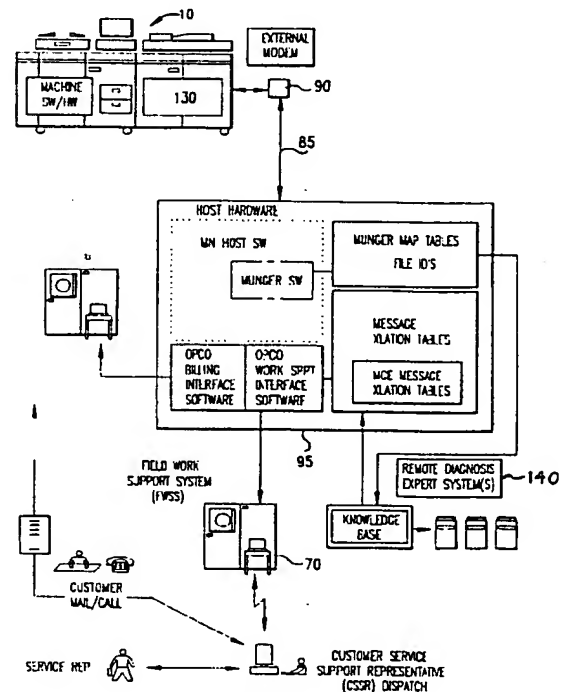 10
EXTERNAL
MODEM
MACHINE
SW/HW
130
90
85
HOST HARDWARE
MN HOST SW
MUNGER SW
MUNGER MAP TABLES
FILE ID'S
MESSAGE
XLATION TABLES
MCE MESSAGE
XLATION TABLES
OPCO
BILLING
INTERFACE
SOFTWARE
OPCO
WORK SPPT
INTERFACE
SOFTWARE
95
FIELD WORK
SUPPORT SYSTEM
(FWSS)
REMOTE DIAGNOSIS
EXPERT SYSTEM(S)
140
KNOWLEDGE
BASE
70
CUSTOMER
MAIL/CALL
SERVICE REP
CUSTOMER SERVICE
SUPPORT REPRESENTATIVE
(CSSR) DISPATCH